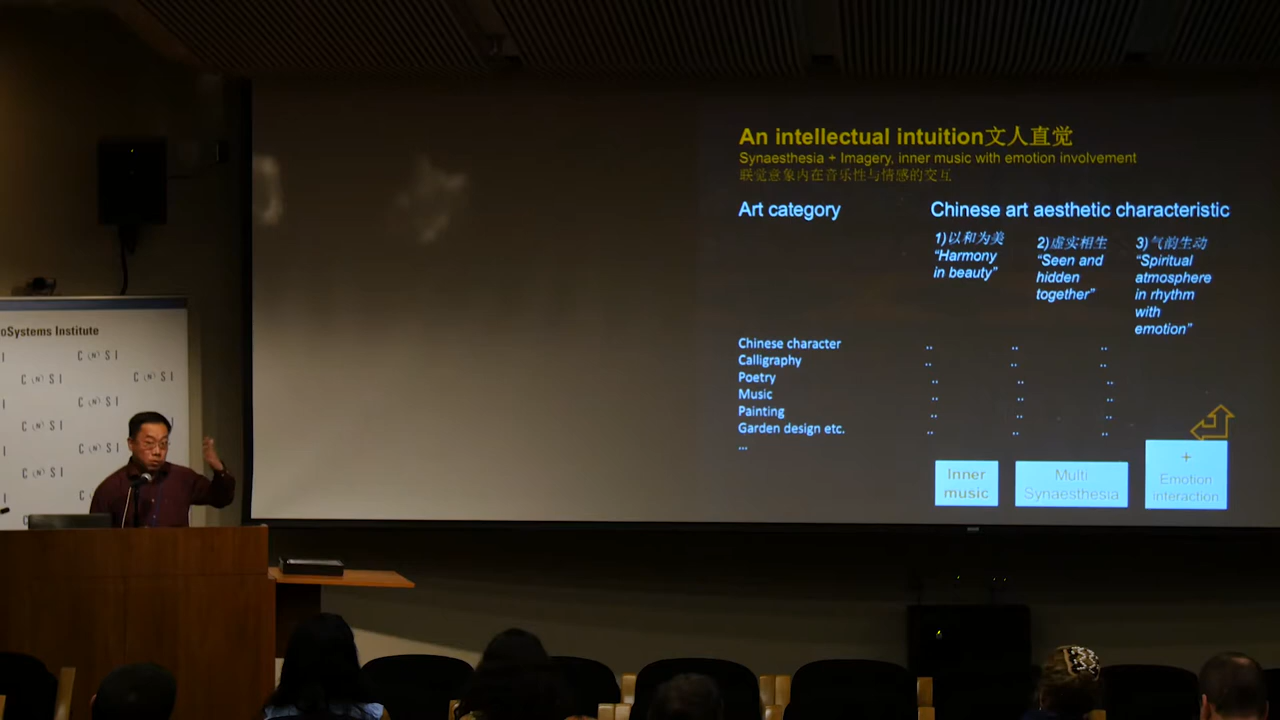 An intellectual intuition文人直觉
Synaesthesia + Imagery, inner music with emotion involvement
联觉意象内在音乐性与情感的交互
Art category
Chinese art aesthetic characteristic
1)以和为美
“Harmony
in beauty”
2)虚实相生
“Seen and
hidden
together”
3)气韵生动
“Spiritual
atmosphere
in rhythm
with
emotion”
Chinese character .. .. ..
Calligraphy .. .. ..
Poetry .. .. ..
Music .. .. ..
Painting .. .. ..
Garden design etc. .. .. ..
...
Inner
music
Multi
Synaesthesia
+
Emotion
interaction
oSystems Institute
I C (N) S I
C (N) S I C (N) S I
I C (N) S I
C (N) S I I
I C (N) S I
C (N) S I
I C
C